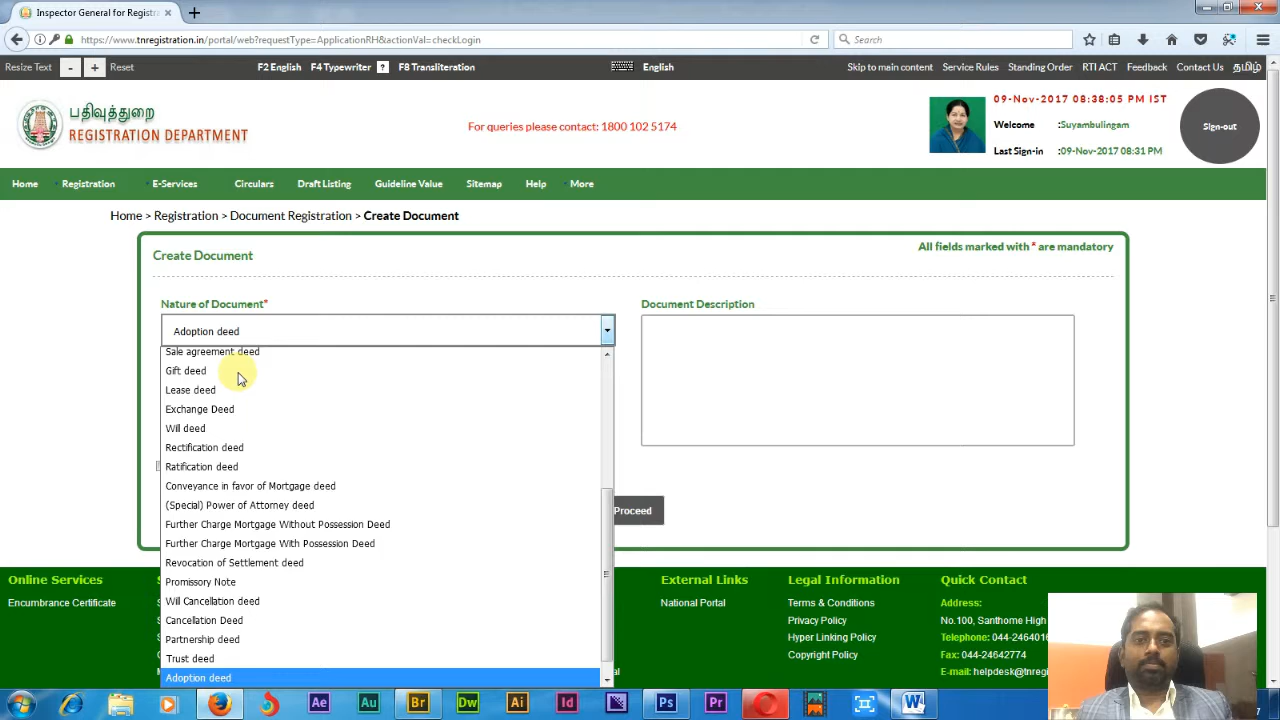 Inspector General for Registr
https://www.tnregistration.in/portal/web?requestType=ApplicationRH&actionVal=checkLogin
Search
Resize Text - + Reset
F2 English F4 Typewriter ? F8 Transliteration
English
Skip to main content Service Rules Standing Order RTI ACT Feedback Contact Us தமிழ்
பதிவுத்துறை
REGISTRATION DEPARTMENT
For queries please contact: 1800 102 5174
09-Nov-2017 08:38:05 PM IST
Welcome :Suyambulingam
Last Sign-in :09-Nov-2017 08:31 PM
Sign-out
Home Registration E-Services Circulars Draft Listing Guideline Value Sitemap Help More
Home > Registration > Document Registration > Create Document
All fields marked with * are mandatory
Create Document
Nature of Document*
Document Description
Adoption deed
Sale agreement deed
Gift deed
Lease deed
Exchange Deed
Will deed
Rectification deed
Ratification deed
Conveyance in favor of Mortgage deed
(Special) Power of Attorney deed
Further Charge Mortgage Without Possession Deed
Further Charge Mortgage With Possession Deed
Revocation of Settlement deed
Promissory Note
Will Cancellation Deed
Cancellation Deed
Partnership deed
Trust deed
Adoption deed
Proceed
Online Services
Encumbrance Certificate
External Links
National Portal
Legal Information
Terms & Conditions
Privacy Policy
Hyper Linking Policy
Copyright Policy
Quick Contact
Address:
No.100, Santhome High
Telephone: 044-2464016
Fax: 044-24642774
E-mail: helpdesk@tnregi
Ae Au Br Dw Ai Id Ps Pr W